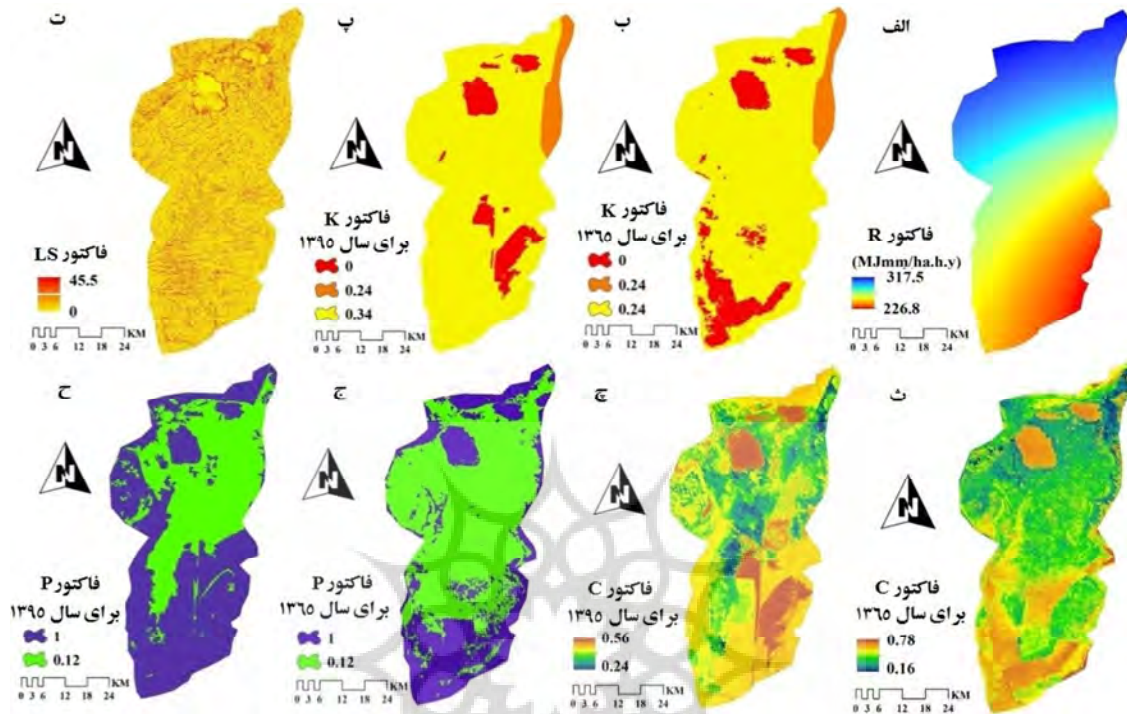 الف
N
فاکتور R
(MJmm/ha.h.y)
317.5
226.8
KM
0 3 6 12 18 24
ب
N
فاکتور K
برای سال ۱۳۶۵
0
0.24
0.24
KM
0 3 6 12 18 24
پ
N
فاکتور K
برای سال ۱۳۹۵
0
0.24
0.34
KM
0 3 6 12 18 24
ت
N
فاکتور LS
45.5
0
KM
0 3 6 12 18 24
ث
N
فاکتور C
برای سال ۱۳۶۵
0.78
0.16
KM
0 3 6 12 18 24
چ
N
فاکتور C
برای سال ۱۳۹۵
0.56
0.24
KM
0 3 6 12 18 24
ج
N
فاکتور P
برای سال ۱۳۶۵
1
0.12
KM
0 3 6 12 18 24
ح
N
فاکتور P
برای سال ۱۳۹۵
1
0.12
KM
0 3 6 12 18 24